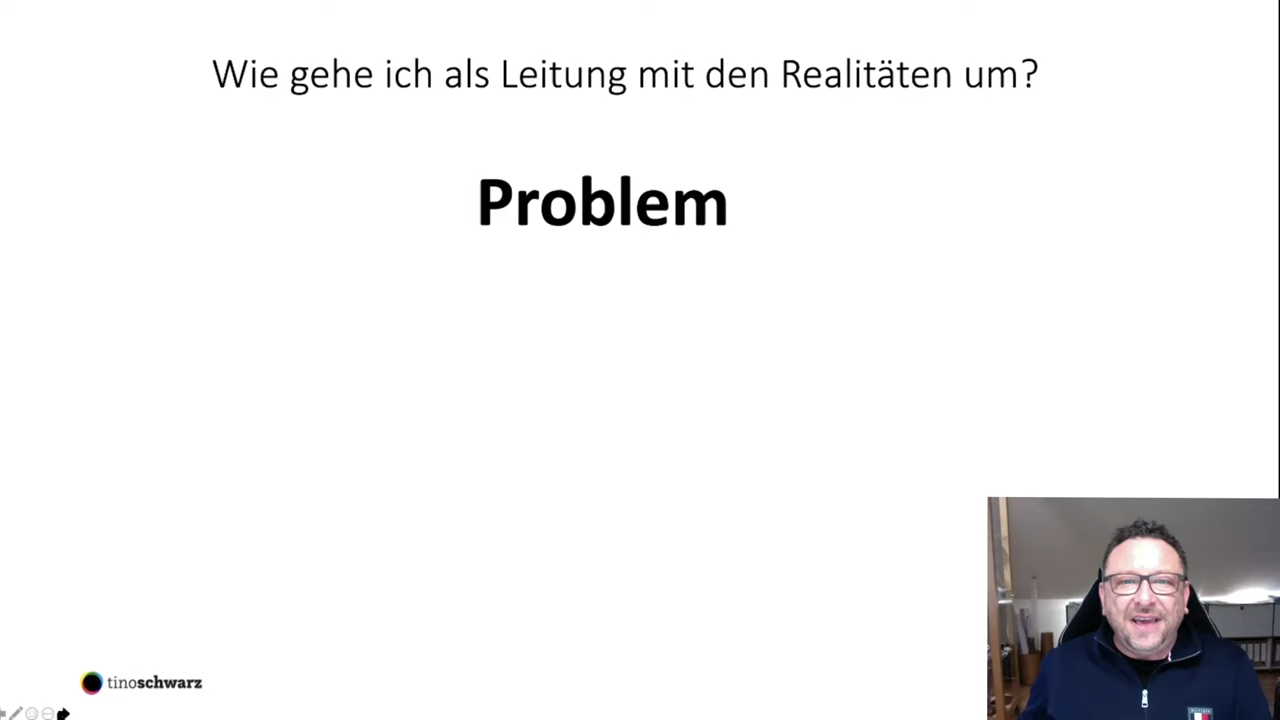 Wie gehe ich als Leitung mit den Realitäten um?
Problem
tinoschwarz